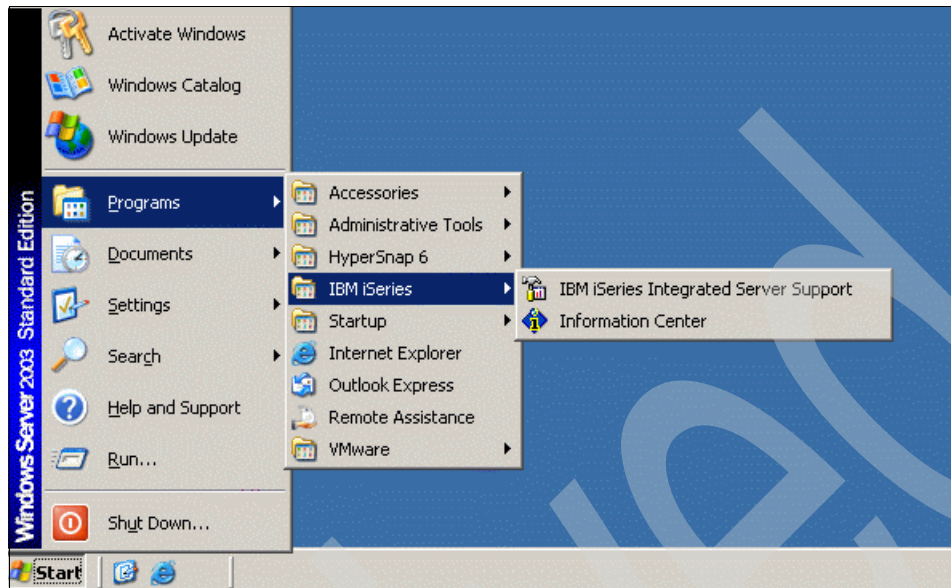 Activate Windows
Windows Catalog
Windows Update
Programs
Documents
Settings
Search
Help and Support
Run...
Shut Down...
Windows Server 2003 Standard Edition
Accessories
Administrative Tools
HyperSnap 6
IBM iSeries
Startup
Internet Explorer
Outlook Express
Remote Assistance
VMware
IBM iSeries Integrated Server Support
Information Center
Start